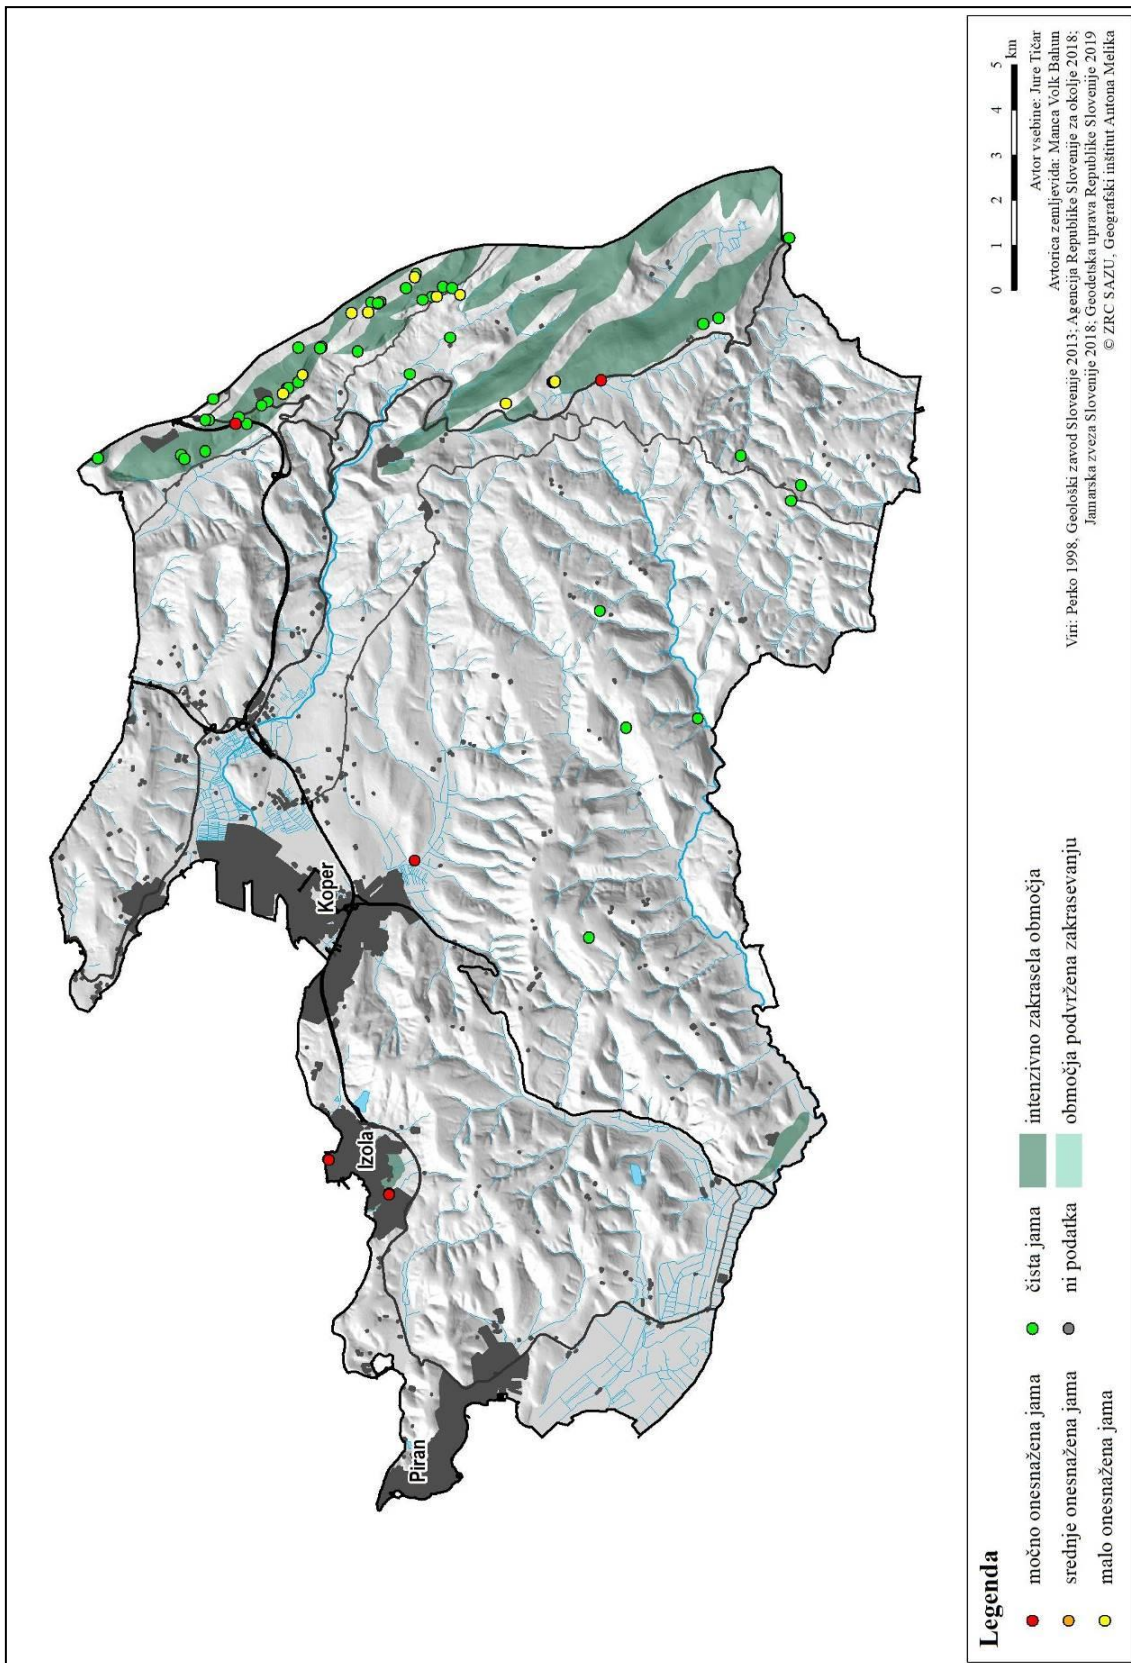 Piran
Izola
Koper
Legenda
močno onesnažena jama
srednje onesnažena jama
malo onesnažena jama
čista jama
ni podatka
intenzivno zakrasela območja
območja podvržena zakrasevanju
0 1 2 3 4 5
km
Avtor vsebine: Jure Tičar
Avtorica zemljevida: Manca Volk Bahun
Viri: Perko 1998, Geološki zavod Slovenije 2013; Agencija Republike Slovenije za okolje 2018;
Jamarska zveza Slovenije 2018; Geodetska uprava Republike Slovenije 2019
© ZRC SAZU, Geografski inštitut Antona Melika